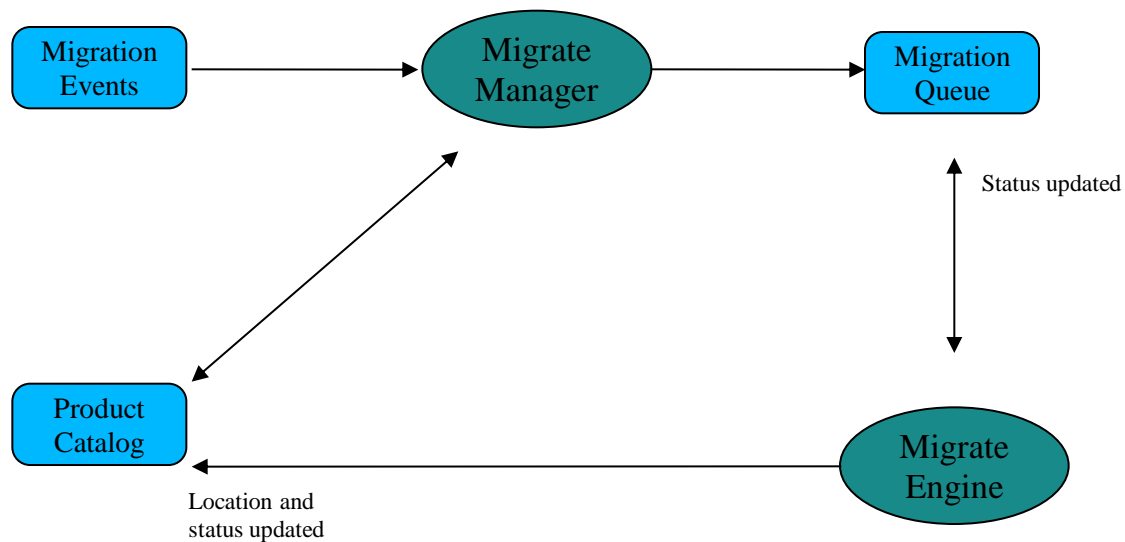 Migration
Events
Migrate
Manager
Migration
Queue
Status updated
Product
Catalog
Migrate
Engine
Location and
status updated